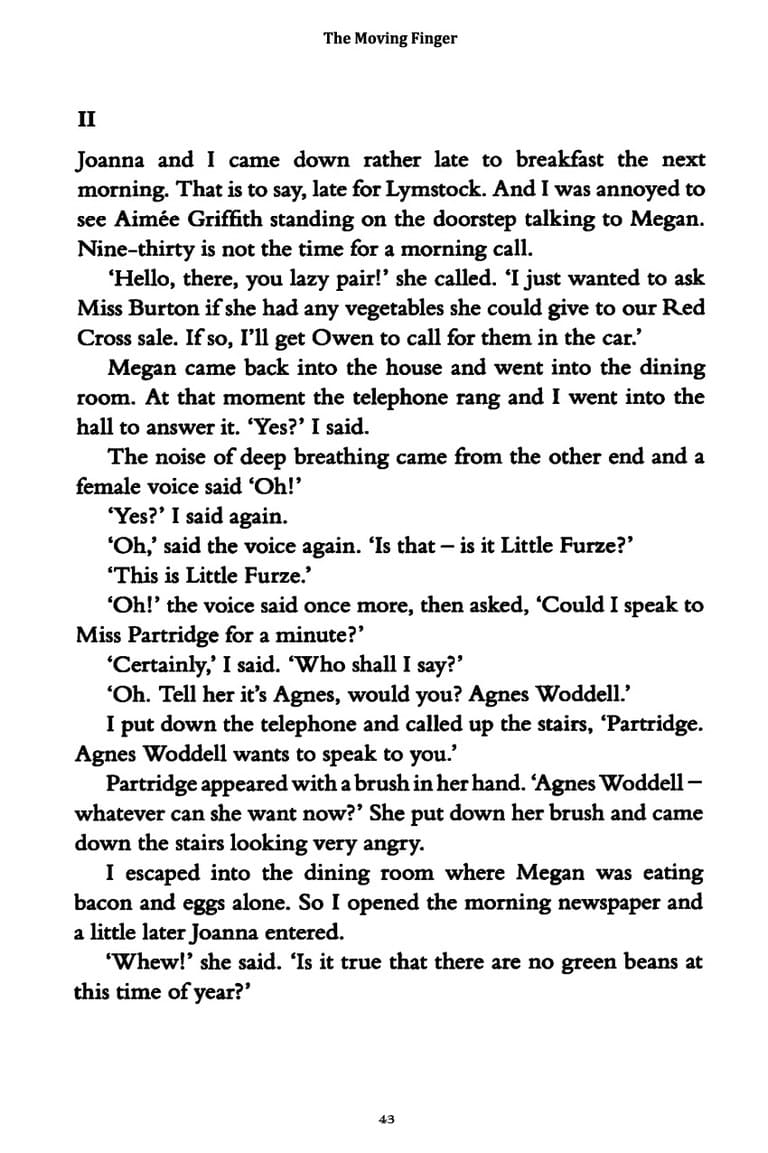 The Moving Finger
II
Joanna and I came down rather late to breakfast the next
morning. That is to say, late for Lymstock. And I was annoyed to
see Aimée Griffith standing on the doorstep talking to Megan.
Nine-thirty is not the time for a morning call.
‘Hello, there, you lazy pair!’ she called. ‘I just wanted to ask
Miss Burton if she had any vegetables she could give to our Red
Cross sale. If so, I’ll get Owen to call for them in the car.’
Megan came back into the house and went into the dining
room. At that moment the telephone rang and I went into the
hall to answer it. ‘Yes?’ I said.
The noise of deep breathing came from the other end and a
female voice said ‘Oh!’
‘Yes?’ I said again.
‘Oh,’ said the voice again. ‘Is that – is it Little Furze?’
‘This is Little Furze.’
‘Oh!’ the voice said once more, then asked, ‘Could I speak to
Miss Partridge for a minute?’
‘Certainly,’ I said. ‘Who shall I say?’
‘Oh. Tell her it’s Agnes, would you? Agnes Woddell.’
I put down the telephone and called up the stairs, ‘Partridge.
Agnes Woddell wants to speak to you.’
Partridge appeared with a brush in her hand. ‘Agnes Woddell –
whatever can she want now?’ She put down her brush and came
down the stairs looking very angry.
I escaped into the dining room where Megan was eating
bacon and eggs alone. So I opened the morning newspaper and
a little later Joanna entered.
‘Whew!’ she said. ‘Is it true that there are no green beans at
this time of year?’
43